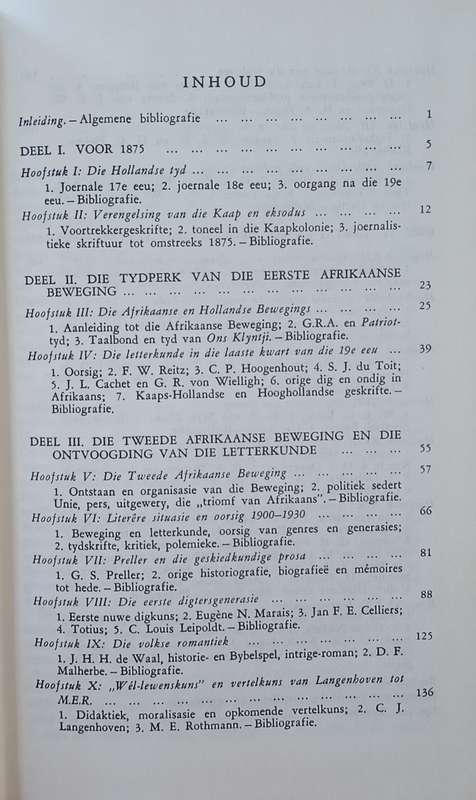 INHOUD
Inleiding. — Algemene bibliografie ... ... ... ... ... ... ... ... 1
DEEL I. VOOR 1875 ... ... ... ... ... ... ... ... ... ... 5
Hoofstuk I: Die Hollandse tyd ... ... ... ... ... ... ... ... ... 7
1. Joernale 17e eeu; 2. joernale 18e eeu; 3. oorgang na die 19e
eeu. — Bibliografie.
Hoofstuk II: Verengelsing van die Kaap en eksodus ... ... ... ... 12
1. Voortrekkergeskrifte; 2. toneel in die Kaapkolonie; 3. joernalis-
tieke skriftuur tot omstreeks 1875. — Bibliografie.
DEEL II. DIE TYDPERK VAN DIE EERSTE AFRIKAANSE
BEWEGING ... ... ... ... ... ... ... ... ... ... ... ... 23
Hoofstuk III: Die Afrikaanse en Hollandse Bewegings ... ... ... ... 25
1. Aanleiding tot die Afrikaanse Beweging; 2. G.R.A. en Patriot-
tyd; 3. Taalbond en tyd van Ons Klyntji. — Bibliografie.
Hoofstuk IV: Die letterkunde in die laaste kwart van die 19e eeu ... 39
1. Oorsig; 2. F. W. Reitz; 3. C. P. Hoogenhout; 4. S. J. du Toit;
5. J. L. Cachet en G. R. von Wielligh; 6. orige dig en ondig in
Afrikaans; 7. Kaaps-Hollandse en Hooghollandse geskrifte. —
Bibliografie.
DEEL III. DIE TWEEDE AFRIKAANSE BEWEGING EN DIE
ONTVOOGDING VAN DIE LETTERKUNDE ... ... ... ... 55
Hoofstuk V: Die Tweede Afrikaanse Beweging ... ... ... ... ... 57
1. Ontstaan en organisasie van die Beweging; 2. politiek sedert
Unie, pers, uitgewery, die „triomf van Afrikaans”. — Bibliografie.
Hoofstuk VI: Literêre situasie en oorsig 1900–1930 ... ... ... ... 66
1. Beweging en letterkunde, oorsig van genres en generasies;
2. tydskrifte, kritiek, polemieke. — Bibliografie.
Hoofstuk VII: Preller en die geskiedkundige prosa ... ... ... ... 81
1. G. S. Preller; 2. orige historiografie, biografieë en mémoires
tot hede. — Bibliografie.
Hoofstuk VIII: Die eerste digtersgenerasie ... ... ... ... ... ... 88
1. Eerste nuwe digkuns; 2. Eugène N. Marais; 3. Jan F. E. Celliers;
4. Totius; 5. C. Louis Leipoldt. — Bibliografie.
Hoofstuk IX: Die volkse romantiek ... ... ... ... ... ... ... 125
1. J. H. H. de Waal, historie- en Bybelspel, intrige-roman; 2. D. F.
Malherbe. — Bibliografie.
Hoofstuk X: „Wêl-lewenskuns” en vertelkuns van Langenhoven tot
M.E.R. ... ... ... ... ... ... ... ... ... ... ... ... ... 136
1. Didaktiek, moralisasie en opkomende vertelkuns; 2. C. J.
Langenhoven; 3. M. E. Rothmann. — Bibliografie.